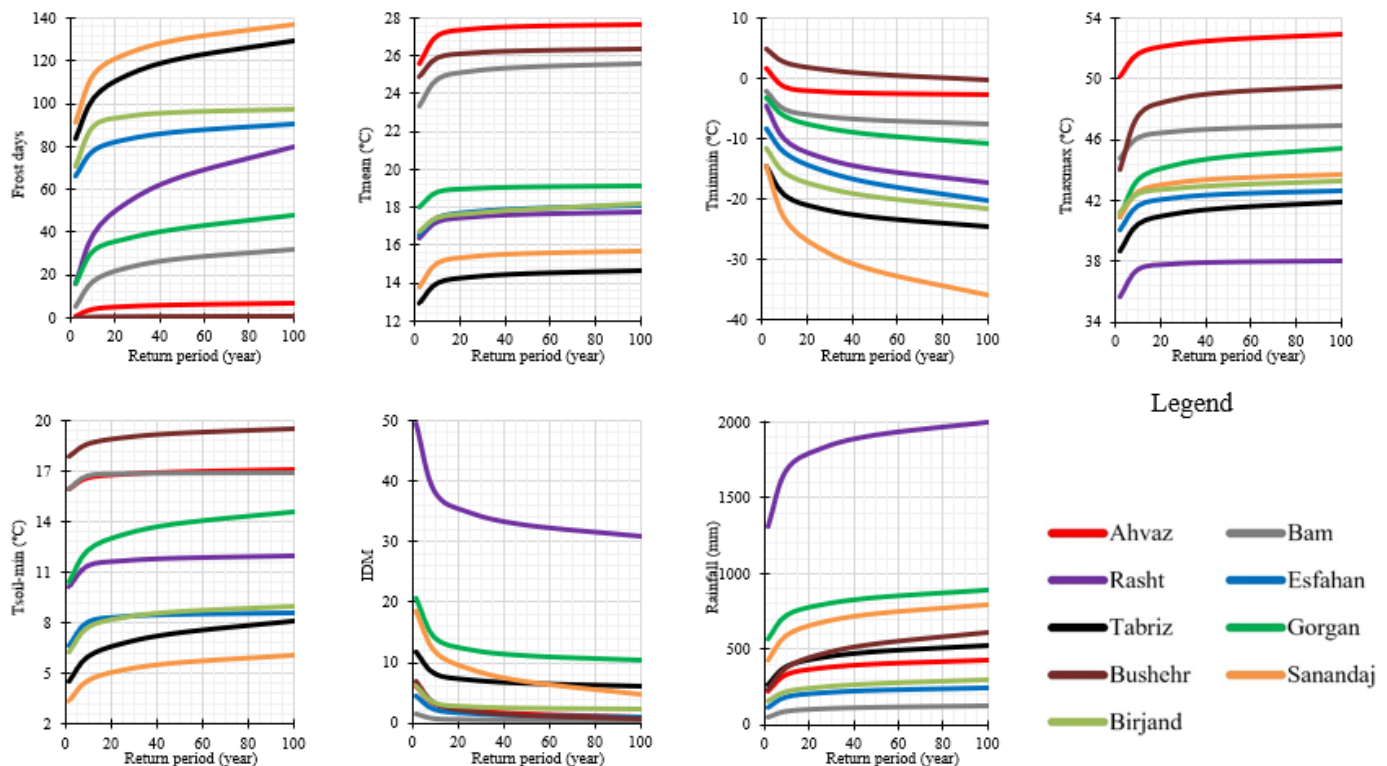 Frost days
140
120
100
80
60
40
20
0
0 20 40 60 80 100
Return period (year)
Tmean (°C)
28
26
24
22
20
18
16
14
12
0 20 40 60 80 100
Return period (year)
Tminmin (°C)
10
0
-10
-20
-30
-40
0 20 40 60 80 100
Return period (year)
Tmaxmax (°C)
54
50
46
42
38
34
0 20 40 60 80 100
Return period (year)
Tsoil-min (°C)
20
17
14
11
8
5
2
0 20 40 60 80 100
Return period (year)
IDM
50
40
30
20
10
0
0 20 40 60 80 100
Return period (year)
Rainfall (mm)
2000
1500
1000
500
0
0 20 40 60 80 100
Return period (year)
Legend
Ahvaz Bam
Rasht Esfahan
Tabriz Gorgan
Bushehr Sanandaj
Birjand